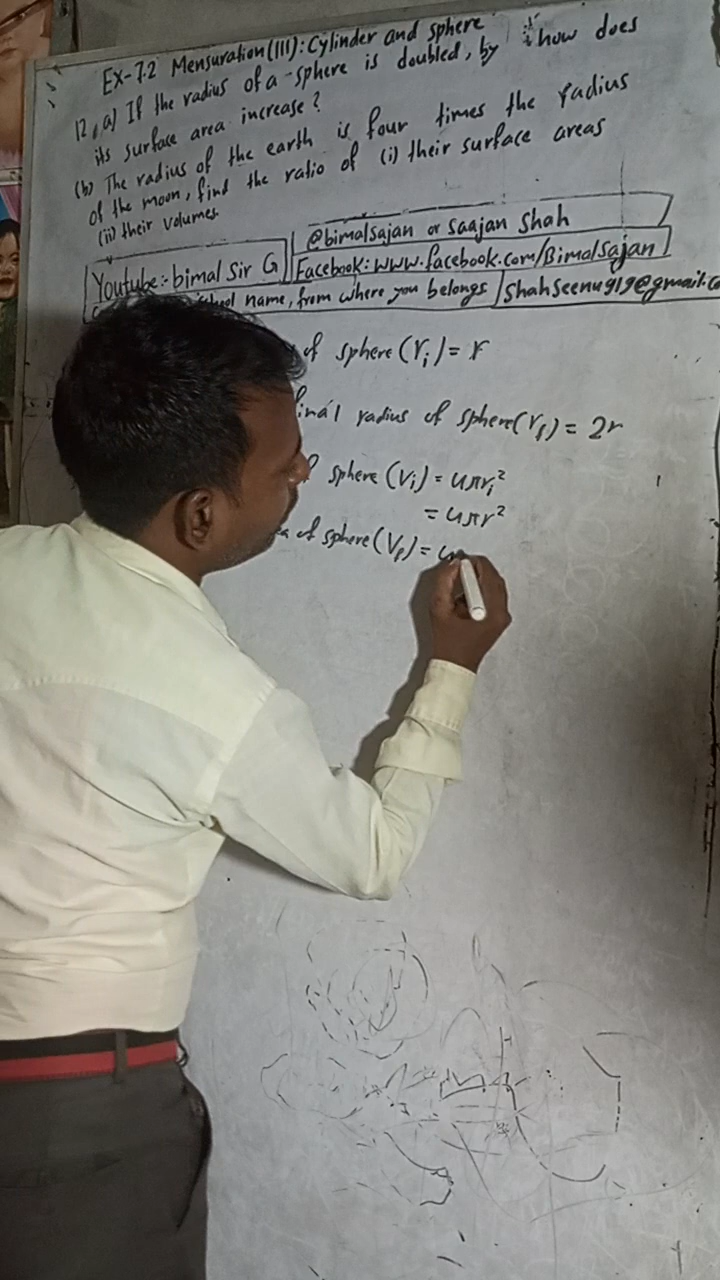 Ex-7.2 Mensuration(III): Cylinder and sphere
12. a) If the radius of a sphere is doubled, by how does
its surface area increase?
(b) The radius of the earth is four times the radius
of the moon, find the ratio of (i) their surface areas
(ii) their volumes.
@bimalsajan or Saajan Shah
Youtube:- bimal Sir G
Facebook: www.facebook.com/Bimalsajan
name, from where you belongs
Shahseenu919@gmail.co
of sphere (ri) = r
final radius of sphere (rf) = 2r
sphere (Vi) = 4πri²
= 4πr²
of sphere (Vf) = 4